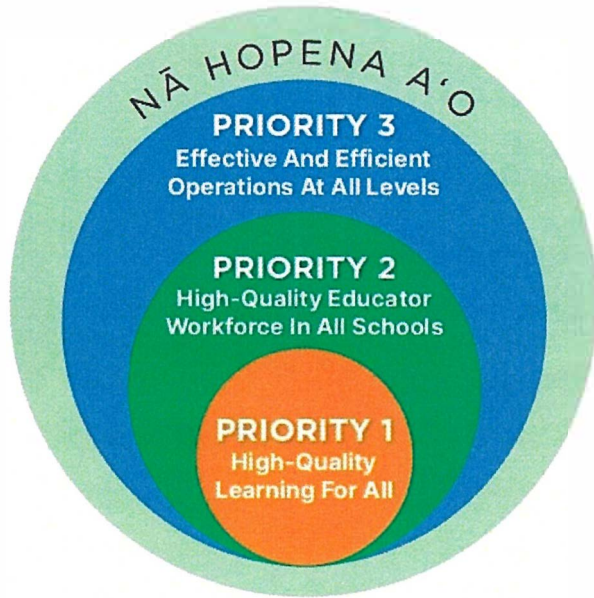 NĀ HOPENA AʻO
PRIORITY 3
Effective And Efficient
Operations At All Levels
PRIORITY 2
High-Quality Educator
Workforce In All Schools
PRIORITY 1
High-Quality
Learning For All